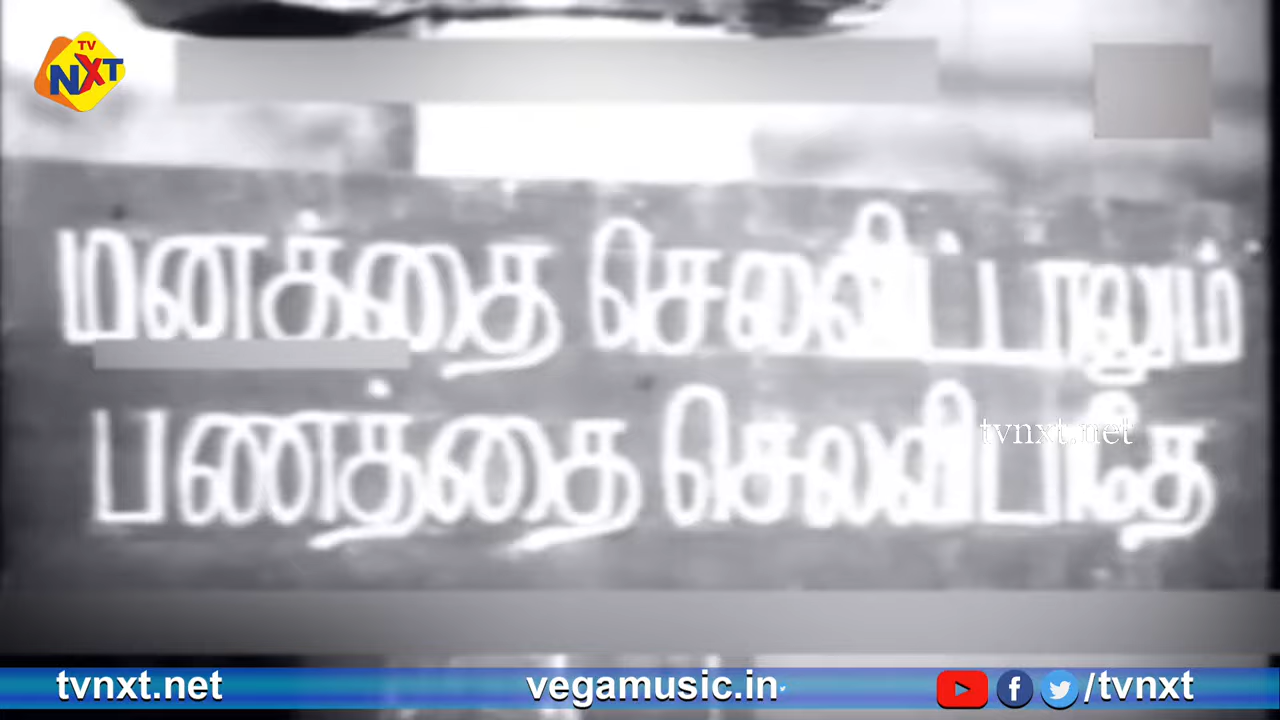 TV
NXT
மனத்தை செலவிட்டாலும்
பணத்தை செலவிடாதே
tvnxt.net
tvnxt.net
vegamusic.in
/tvnxt